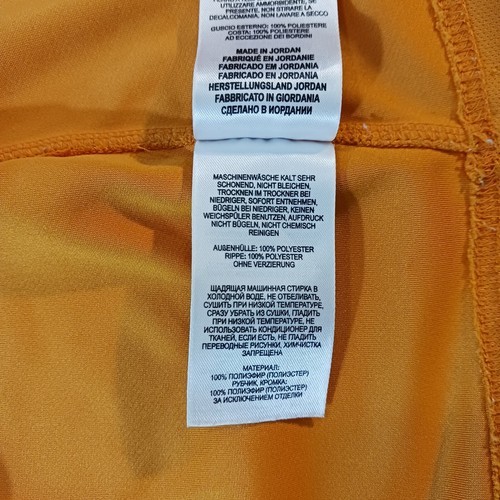 UTILIZZARE AMMORBIDENTE, SE
PRESENTE, NON STIRARE LA
DECALCOMANIA, NON LAVARE A SECCO
GUSCIO ESTERNO: 100% POLIESTERE
COSTA: 100% POLIESTERE
AD ECCEZIONE DEI BORDINI
MADE IN JORDAN
FABRIQUÉ EN JORDANIE
FABRICADO EM JORDANIA
FABRICADO EN JORDANIA
HERSTELLUNGSLAND JORDAN
FABBRICATO IN GIORDANIA
СДЕЛАНО В ИОРДАНИИ
MASCHINENWÄSCHE KALT SEHR
SCHONEND, NICHT BLEICHEN,
TROCKNEN IM TROCKNER BEI
NIEDRIGER, SOFORT ENTNEHMEN,
BÜGELN BEI NIEDRIGER, KEINEN
WEICHSPÜLER BENUTZEN, AUFDRUCK
NICHT BÜGELN, NICHT CHEMISCH
REINIGEN
AUßENHÜLLE: 100% POLYESTER
RIPPE: 100% POLYESTER
OHNE VERZIERUNG
ЩАДЯЩАЯ МАШИННАЯ СТИРКА В
ХОЛОДНОЙ ВОДЕ, НЕ ОТБЕЛИВАТЬ,
СУШИТЬ ПРИ НИЗКОЙ ТЕМПЕРАТУРЕ,
СРАЗУ УБРАТЬ ИЗ СУШКИ, ГЛАДИТЬ
ПРИ НИЗКОЙ ТЕМПЕРАТУРЕ, НЕ
ИСПОЛЬЗОВАТЬ КОНДИЦИОНЕР ДЛЯ
ТКАНЕЙ, ЕСЛИ ЕСТЬ, НЕ ГЛАДИТЬ
ПЕРЕВОДНЫЕ РИСУНКИ, ХИМЧИСТКА
ЗАПРЕЩЕНА
МАТЕРИАЛ:
100% ПОЛИЭФИР (ПОЛИЭСТЕР)
РУБЧИК, КРОМКА:
100% ПОЛИЭФИР (ПОЛИЭСТЕР)
ЗА ИСКЛЮЧЕНИЕМ ОТДЕЛКИ